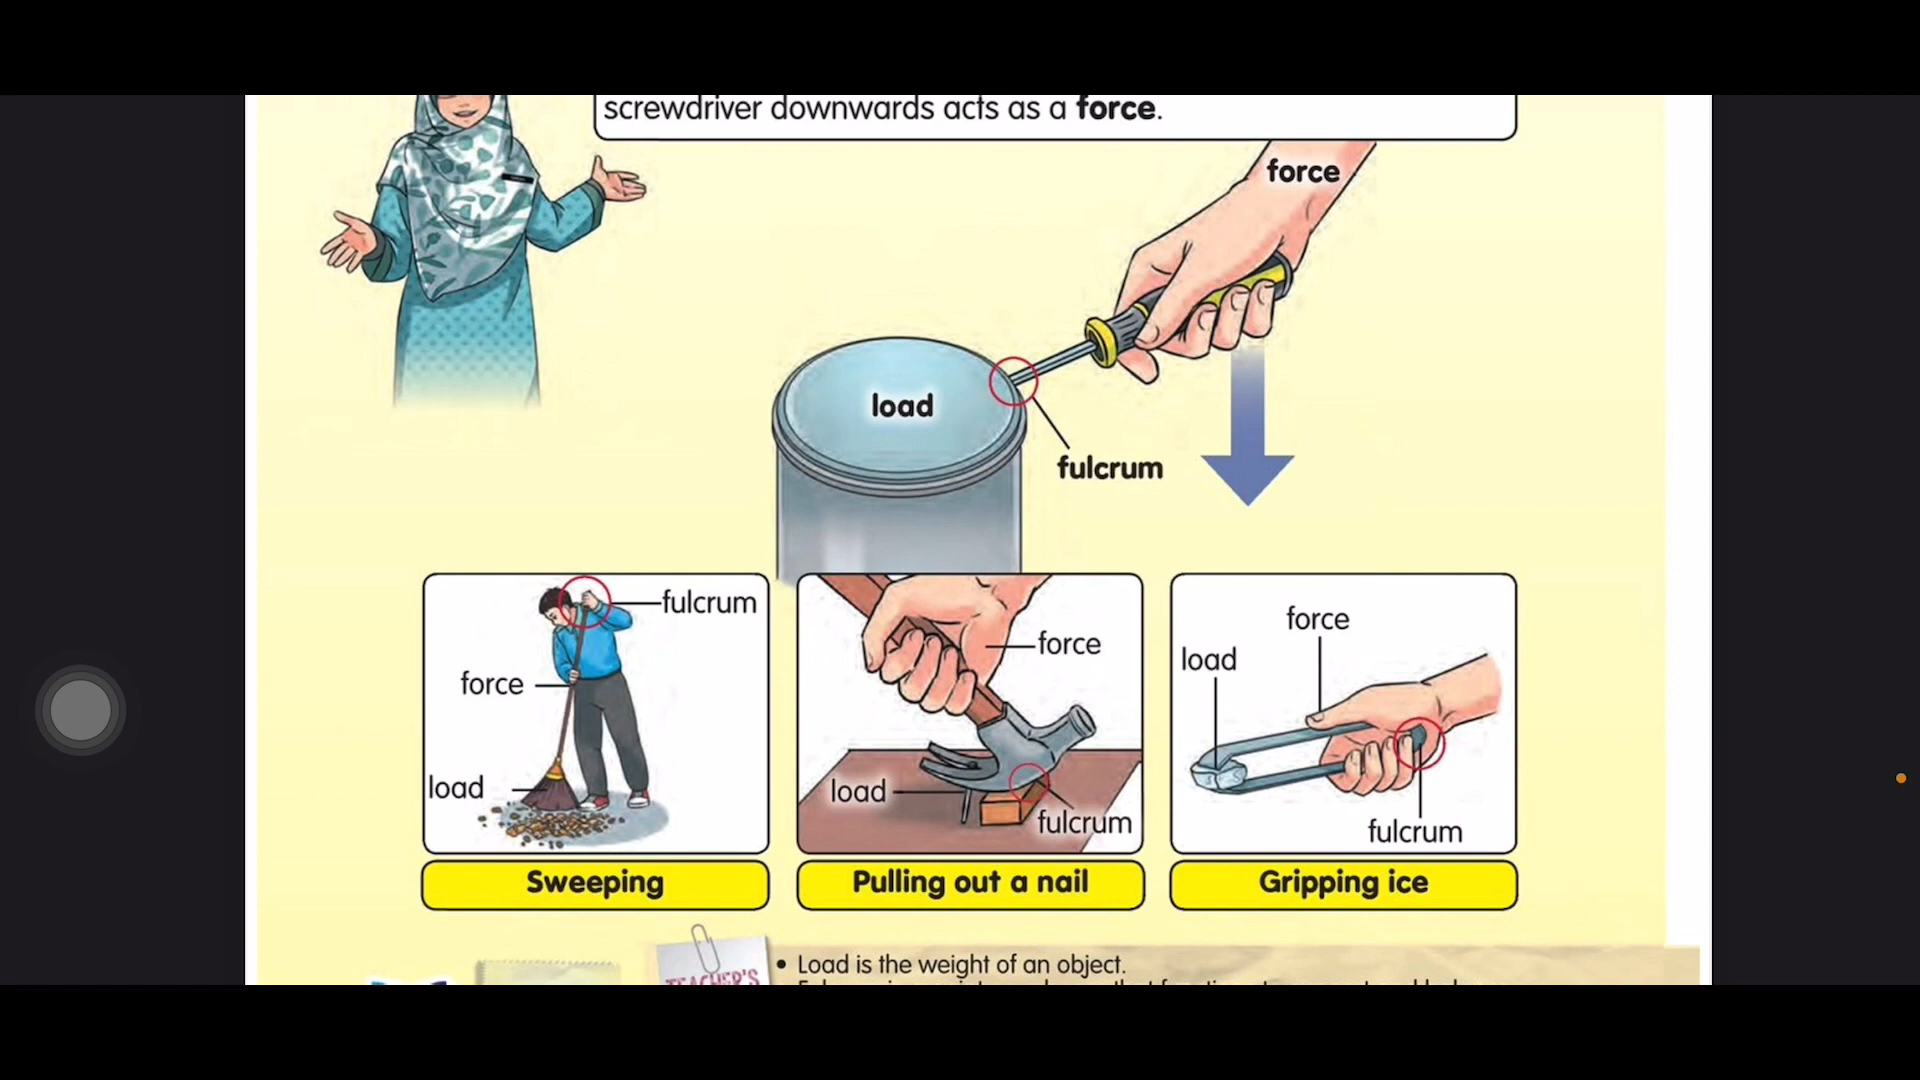 screwdriver downwards acts as a force.
force
load
fulcrum
fulcrum
force
load
Sweeping
force
load
fulcrum
Pulling out a nail
force
load
fulcrum
Gripping ice
TEACHER'S
• Load is the weight of an object.